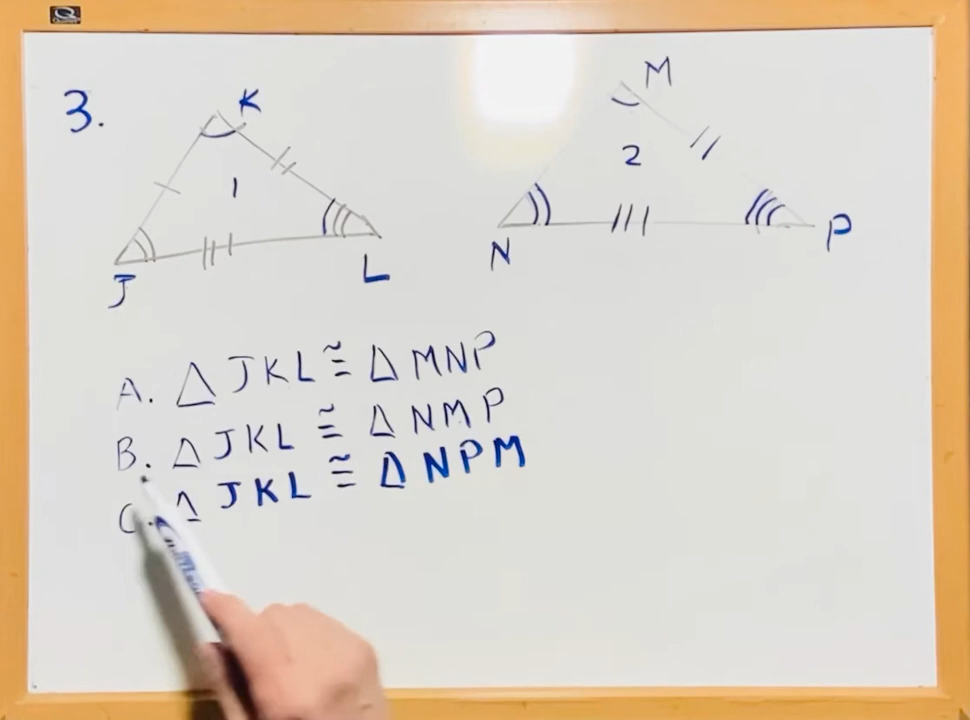 3.
K
M
1
2
J
L
N
P
A. △ JKL ≅ △ MNP
B. △ JKL ≅ △ NMP
C. △ JKL ≅ △ NPM